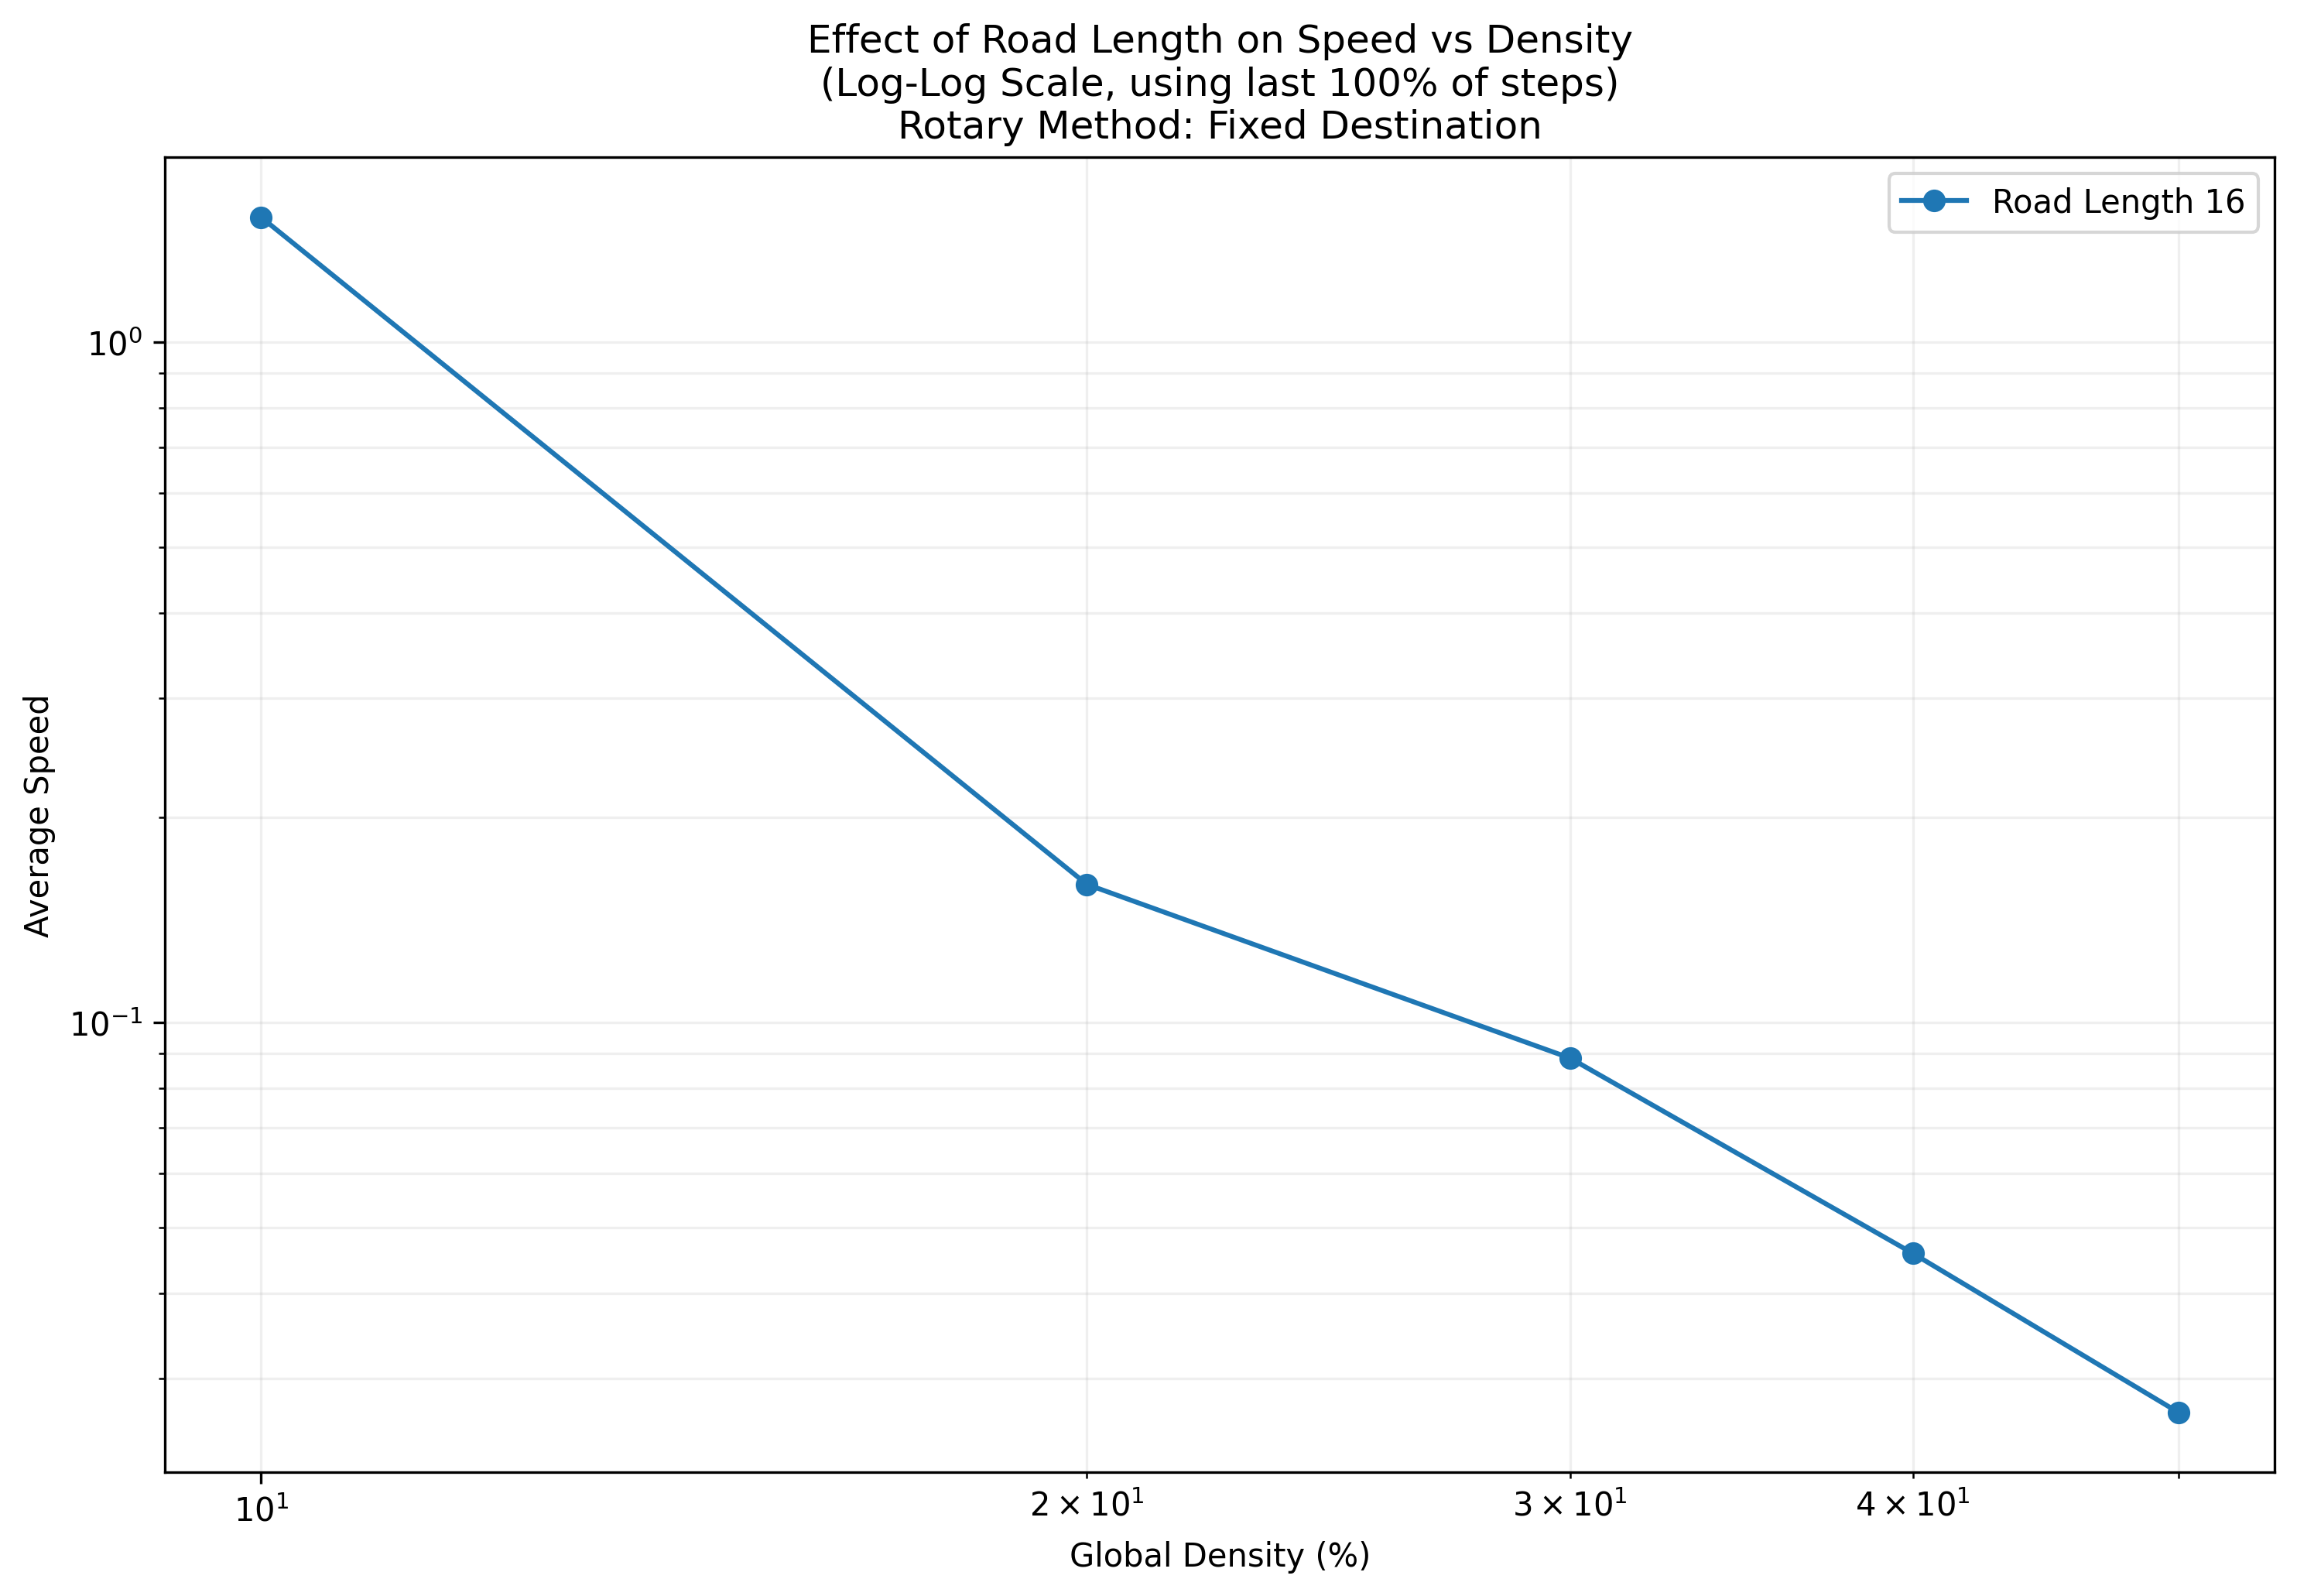 Effect of Road Length on Speed vs Density
(Log-Log Scale, using last 100% of steps)
Rotary Method: Fixed Destination
Road Length 16
10⁰
10⁻¹
Average Speed
10¹
2 × 10¹
3 × 10¹
4 × 10¹
Global Density (%)